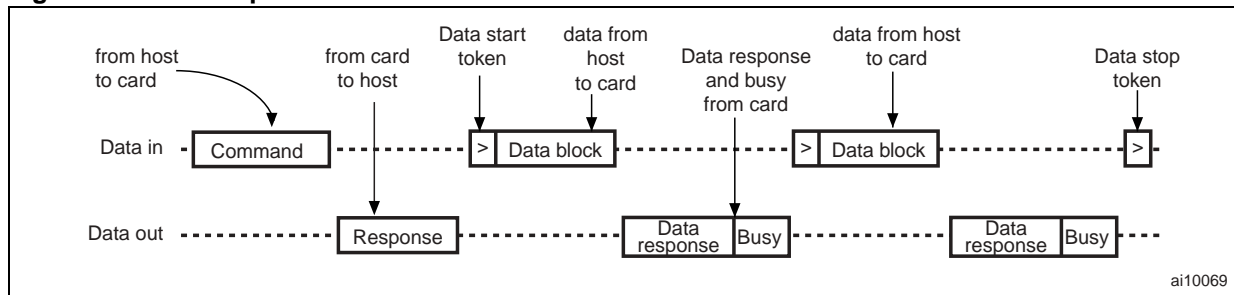 from host
to card
from card
to host
Data start
token
data from
host
to card
Data response
and busy
from card
data from host
to card
Data stop
token
Data in
Command
>
Data block
>
Data block
>
Data out
Response
Data
response
Busy
Data
response
Busy
ai10069